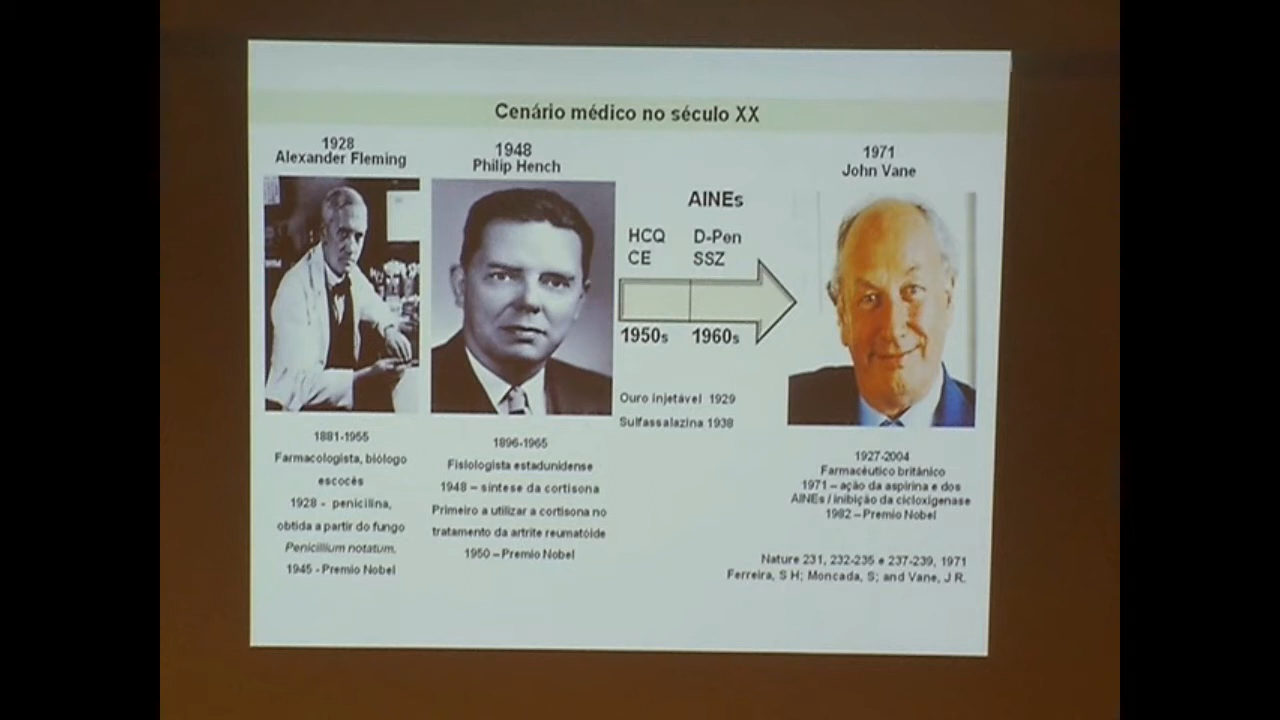 Cenário médico no século XX
1928
Alexander Fleming
1948
Philip Hench
1971
John Vane
AINEs
HCQ D-Pen
CE SSZ
1950s 1960s
Ouro injetável 1929
Sulfassalazina 1938
1881-1955
Farmacologista, biólogo
escocês
1928 - penicilina,
obtida a partir do fungo
Penicillium notatum.
1945 - Premio Nobel
1896-1965
Fisiologista estadunidense
1948 – síntese da cortisona
Primeiro a utilizar a cortisona no
tratamento da artrite reumatóide
1950 – Premio Nobel
1927-2004
Farmacêutico britânico
1971 – ação da aspirina e dos
AINEs / inibição da cicloxigenase
1982 – Premio Nobel
Nature 231, 232-235 e 237-239, 1971
Ferreira, S H; Moncada, S; and Vane, J R.